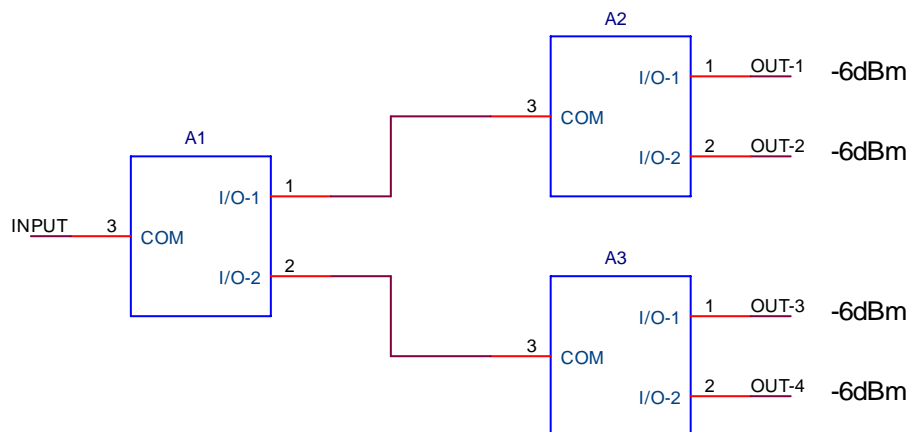 A2
I/O-1 1 OUT-1 -6dBm
3
COM
I/O-2 2 OUT-2 -6dBm
A1
I/O-1 1
INPUT 3
COM
I/O-2 2
A3
I/O-1 1 OUT-3 -6dBm
3
COM
I/O-2 2 OUT-4 -6dBm